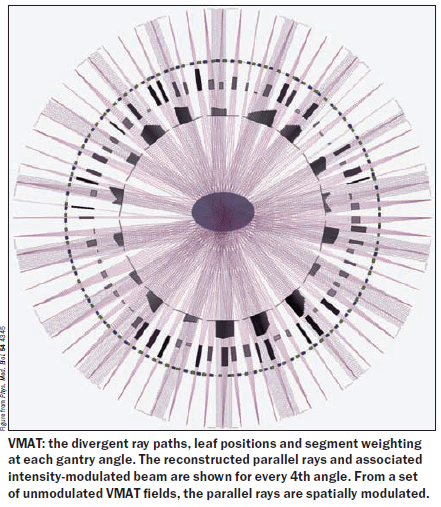 Figure from Phys. Med. Biol. 54 4345
VMAT: the divergent ray paths, leaf positions and segment weighting
at each gantry angle. The reconstructed parallel rays and associated
intensity-modulated beam are shown for every 4th angle. From a set
of unmodulated VMAT fields, the parallel rays are spatially modulated.